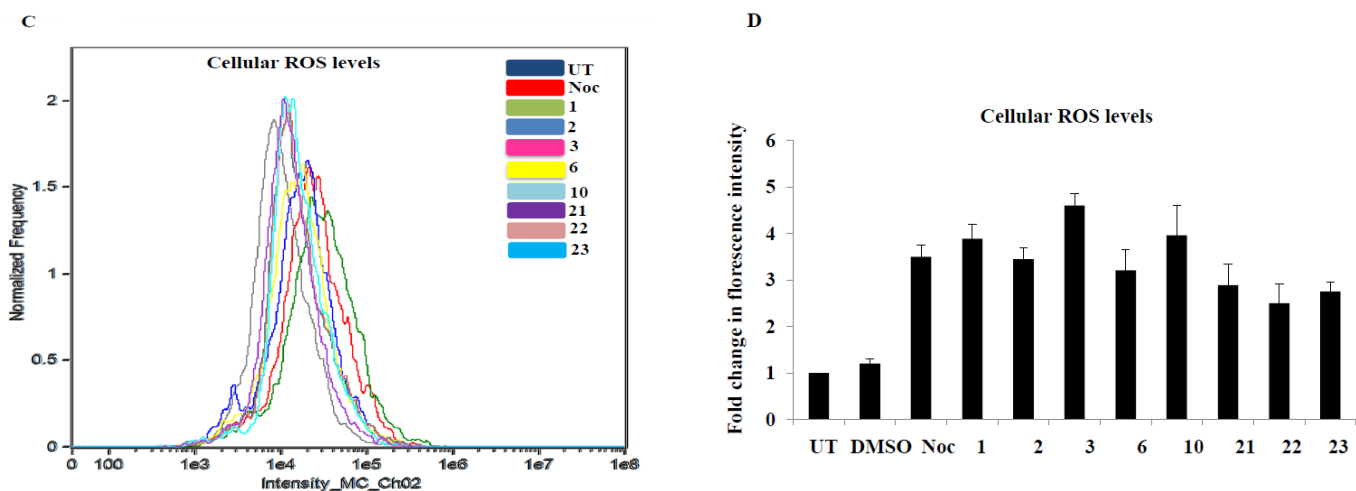 C
Cellular ROS levels
UT
Noc
1
2
3
6
10
21
22
23
Normalized Frequency
2
1.5
1
0.5
0
0 100 1e3 1e4 1e5 1e6 1e7 1e8
Intensity_MC_Ch02
D
Cellular ROS levels
Fold change in florescence intensity
6
5
4
3
2
1
0
UT DMSO Noc 1 2 3 6 10 21 22 23